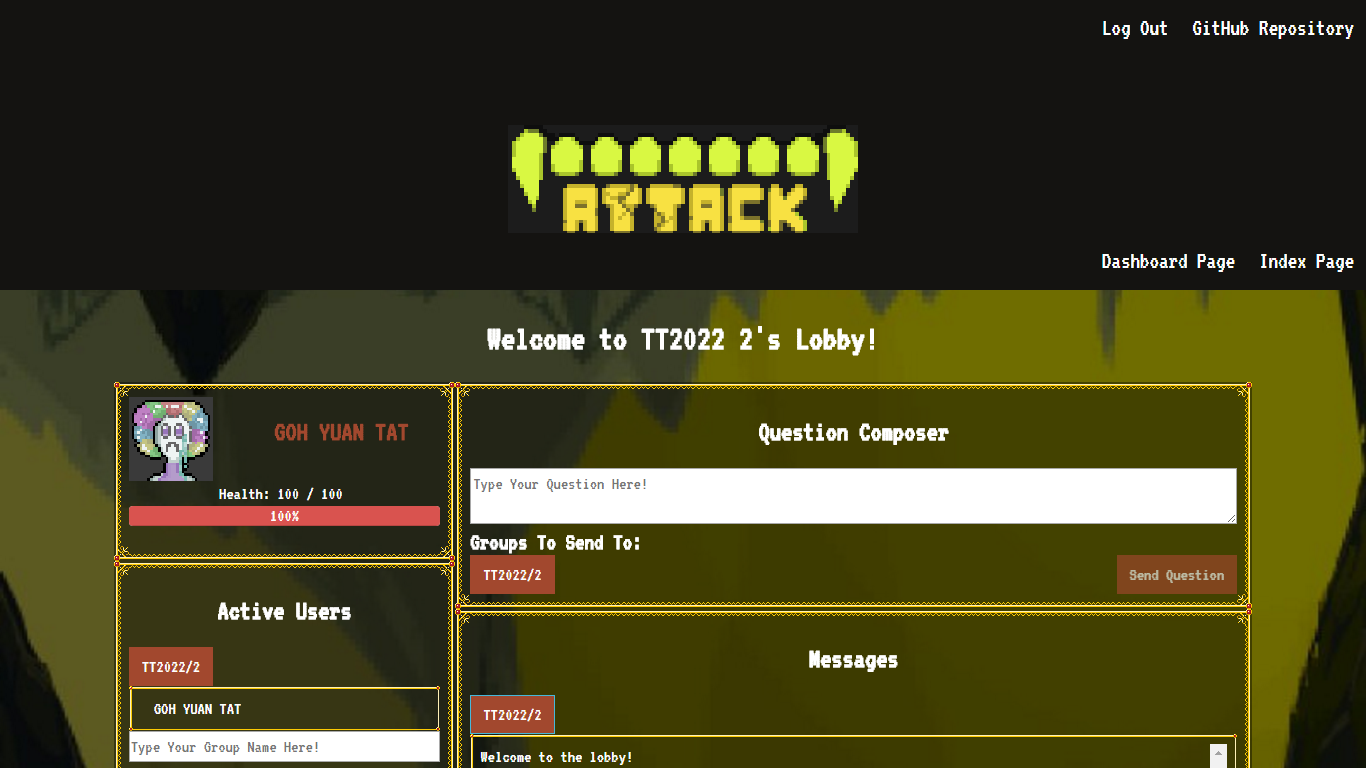 Log Out GitHub Repository
ATTACK
Dashboard Page Index Page
Welcome to TT2022 2's Lobby!
GOH YUAN TAT
Health: 100 / 100
100%
Active Users
TT2022/2
GOH YUAN TAT
Type Your Group Name Here!
Question Composer
Type Your Question Here!
Groups To Send To:
TT2022/2 Send Question
Messages
TT2022/2
Welcome to the lobby!